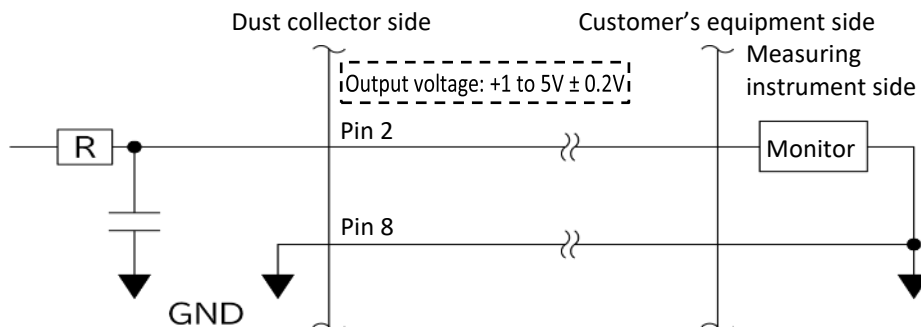 Dust collector side
Customer’s equipment side
Measuring
instrument side
Output voltage: +1 to 5V ± 0.2V
Pin 2
R
Monitor
Pin 8
GND